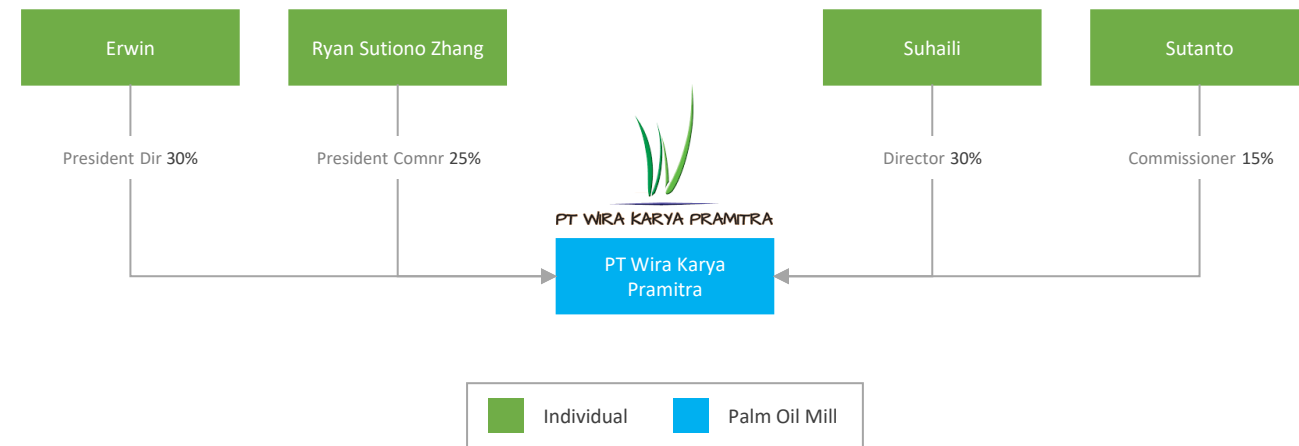 Erwin
Ryan Sutiono Zhang
Suhaili
Sutanto
President Dir 30%
President Comnr 25%
Director 30%
Commissioner 15%
PT WIRA KARYA PRAMITRA
PT Wira Karya
Pramitra
Individual
Palm Oil Mill